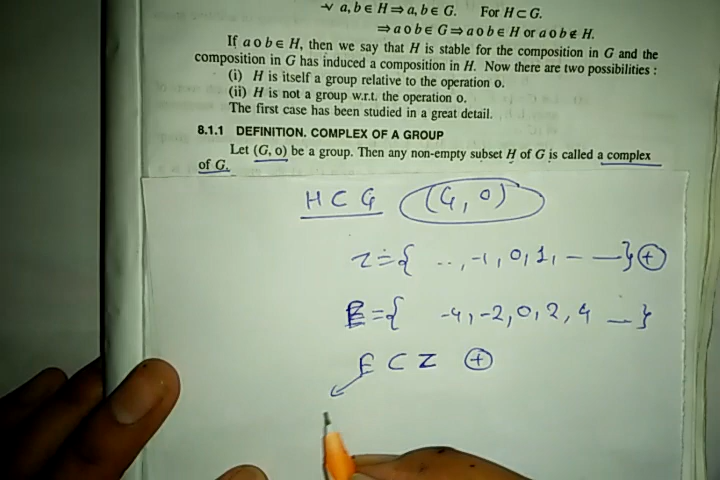 ∀ a, b ∈ H ⇒ a, b ∈ G. For H ⊂ G.
⇒ a o b ∈ G ⇒ a o b ∈ H or a o b ∉ H.
If a o b ∈ H, then we say that H is stable for the composition in G and the
composition in G has induced a composition in H. Now there are two possibilities :
(i) H is itself a group relative to the operation o.
(ii) H is not a group w.r.t. the operation o.
The first case has been studied in a great detail.
8.1.1 DEFINITION. COMPLEX OF A GROUP
Let (G, o) be a group. Then any non-empty subset H of G is called a complex
of G.
H ⊂ G (G, o)
Z = { .., -1, 0, 1, - — } ⊕
E = { -4, -2, 0, 2, 4 — }
E ⊂ Z ⊕